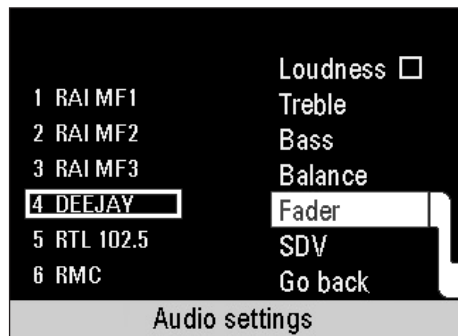 1 RAI MF1
2 RAI MF2
3 RAI MF3
4 DEEJAY
5 RTL 102.5
6 RMC
Loudness
Treble
Bass
Balance
Fader
SDV
Go back
Audio settings